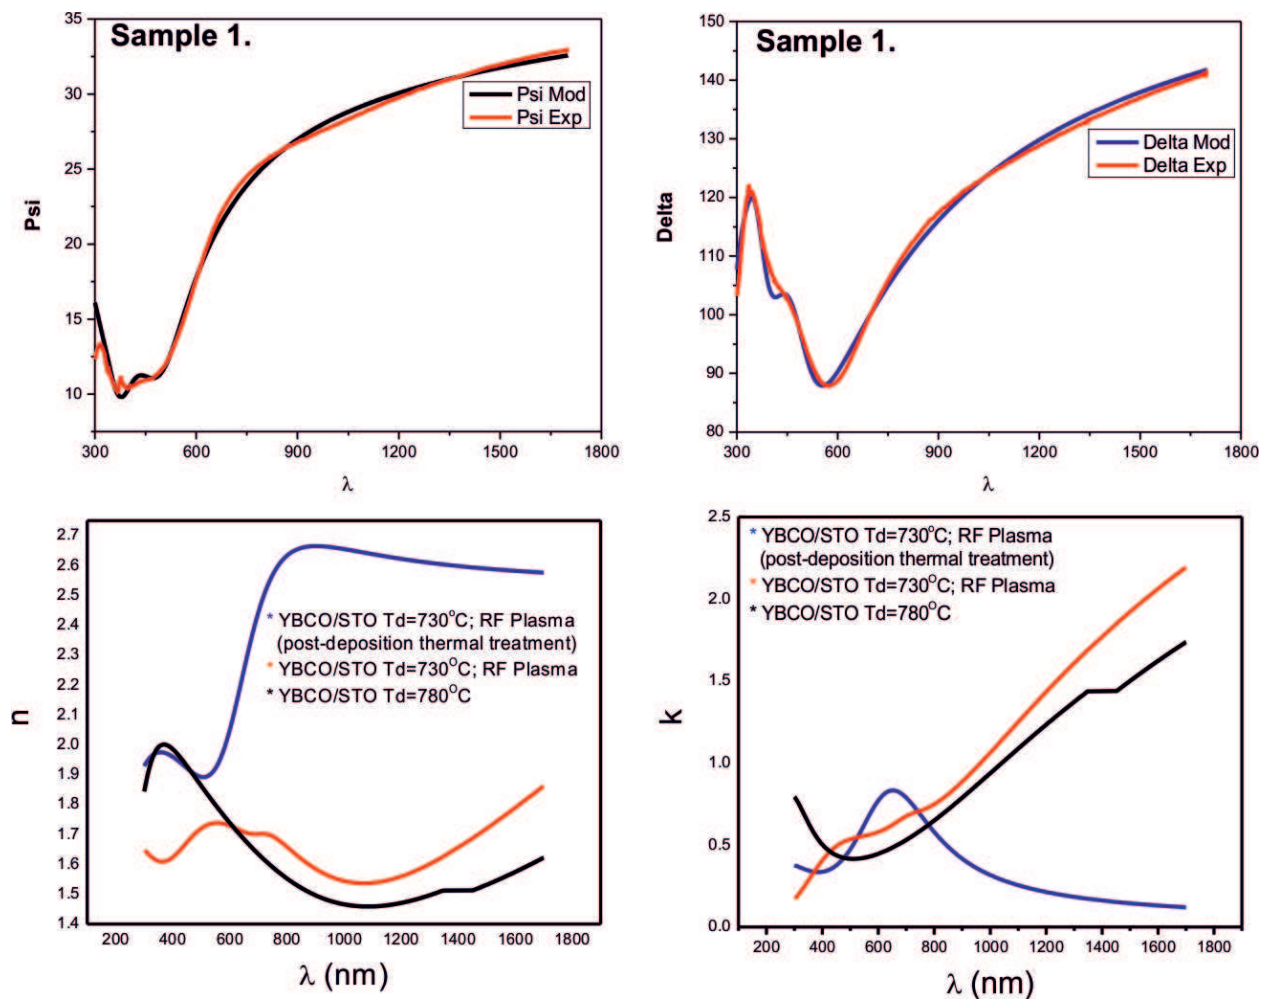 Sample 1.
35
30
25
20
15
10
Psi
Psi Mod
Psi Exp
300 600 900 1200 1500 1800
λ
Sample 1.
150
140
130
120
110
100
90
80
Delta
Delta Mod
Delta Exp
300 600 900 1200 1500 1800
λ
2.7
2.6
2.5
2.4
2.3
2.2
2.1
2.0
1.9
1.8
1.7
1.6
1.5
1.4
n
* YBCO/STO Td=730°C; RF Plasma
(post-deposition thermal treatment)
* YBCO/STO Td=730°C; RF Plasma
* YBCO/STO Td=780°C
200 400 600 800 1000 1200 1400 1600 1800
λ (nm)
2.5
2.0
1.5
1.0
0.5
0.0
k
* YBCO/STO Td=730°C; RF Plasma
(post-deposition thermal treatment)
* YBCO/STO Td=730°C; RF Plasma
* YBCO/STO Td=780°C
200 400 600 800 1000 1200 1400 1600 1800
λ (nm)